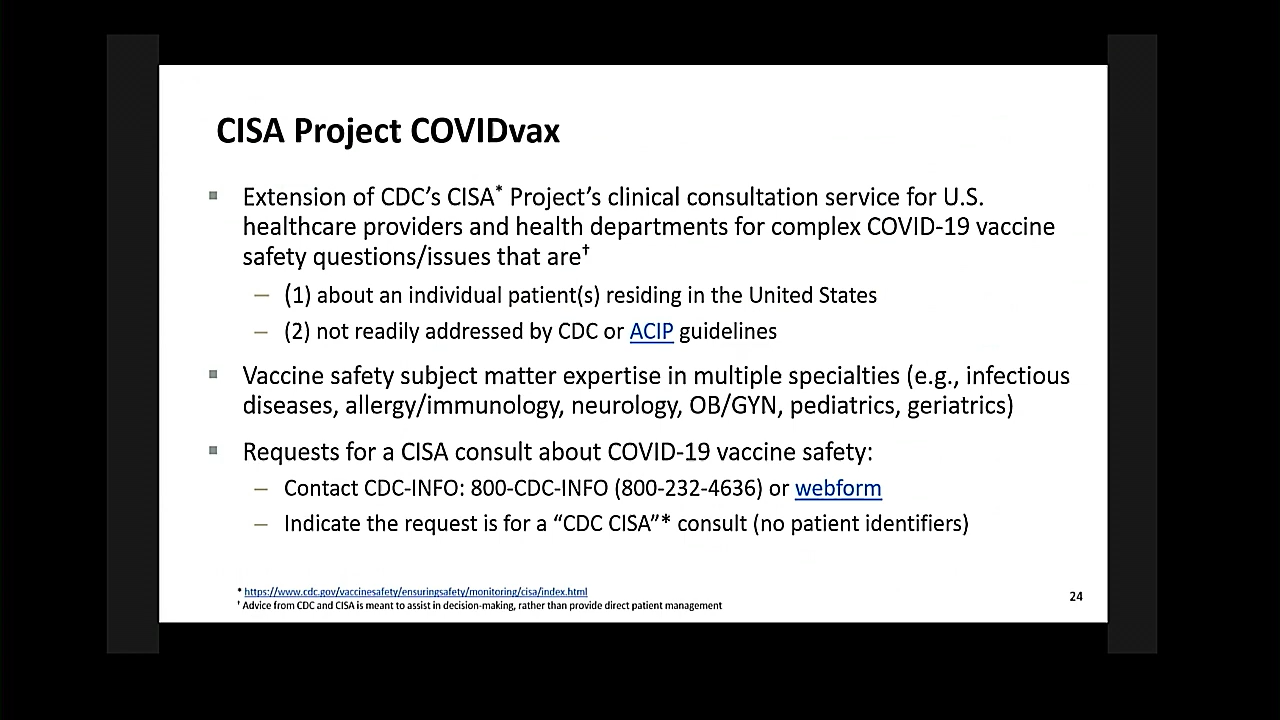 CISA Project COVIDvax
▪ Extension of CDC’s CISA* Project’s clinical consultation service for U.S.
healthcare providers and health departments for complex COVID-19 vaccine
safety questions/issues that are†
– (1) about an individual patient(s) residing in the United States
– (2) not readily addressed by CDC or ACIP guidelines
▪ Vaccine safety subject matter expertise in multiple specialties (e.g., infectious
diseases, allergy/immunology, neurology, OB/GYN, pediatrics, geriatrics)
▪ Requests for a CISA consult about COVID-19 vaccine safety:
– Contact CDC-INFO: 800-CDC-INFO (800-232-4636) or webform
– Indicate the request is for a “CDC CISA”* consult (no patient identifiers)
* https://www.cdc.gov/vaccinesafety/ensuringsafety/monitoring/cisa/index.html
† Advice from CDC and CISA is meant to assist in decision-making, rather than provide direct patient management
24